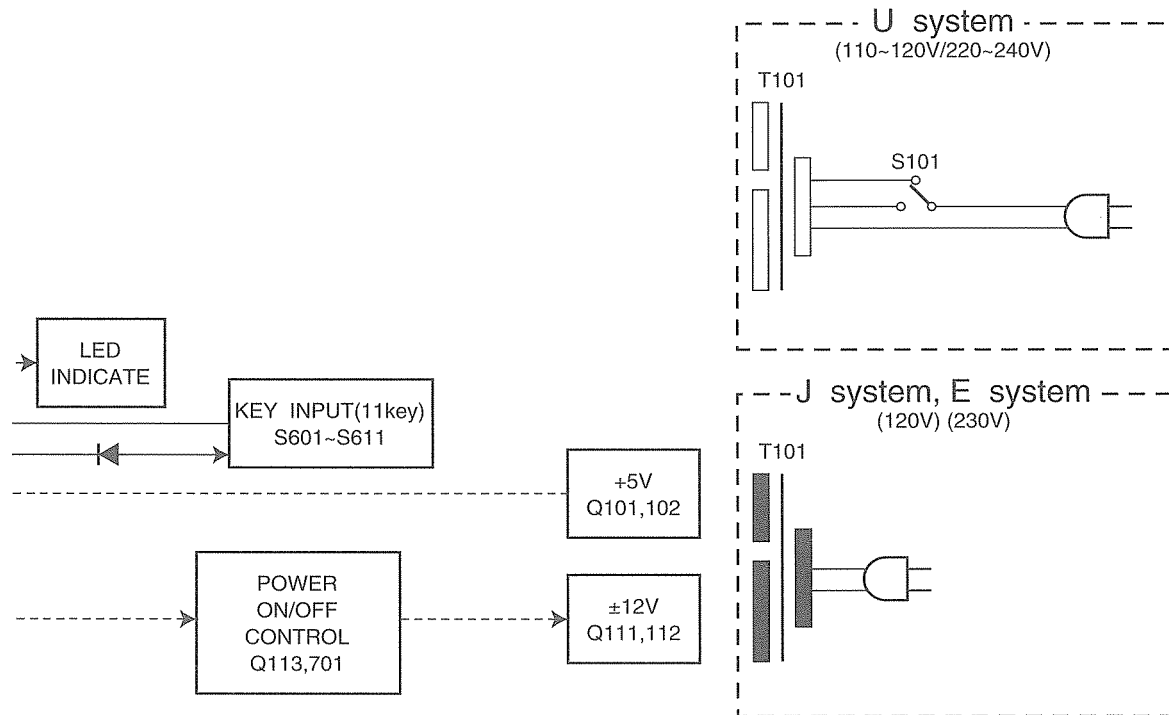 U system
(110~120V/220~240V)
T101
S101
LED
INDICATE
KEY INPUT(11key)
S601~S611
+5V
Q101,102
POWER
ON/OFF
CONTROL
Q113,701
±12V
Q111,112
J system, E system
(120V) (230V)
T101